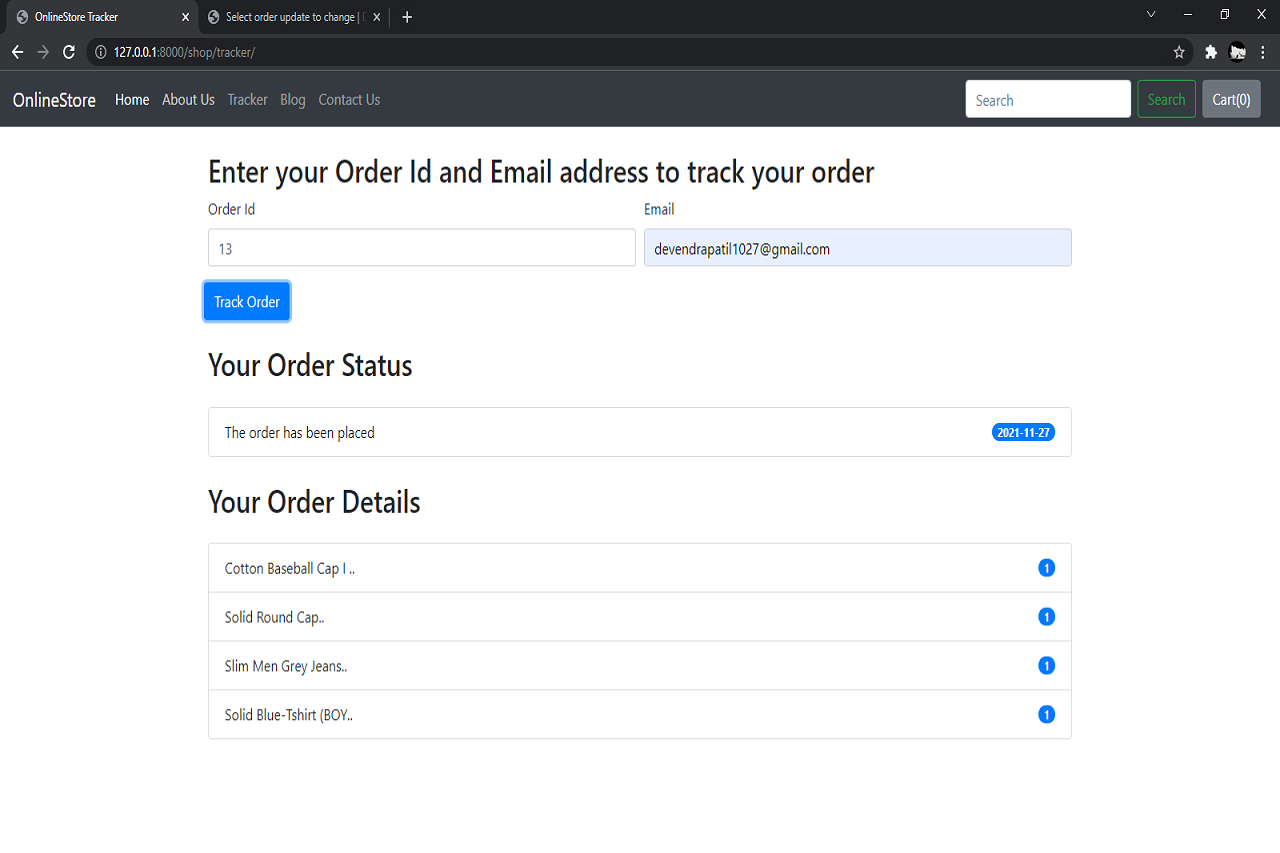 OnlineStore Tracker
Select order update to change |
127.0.0.1:8000/shop/tracker/
OnlineStore Home About Us Tracker Blog Contact Us Search Search Cart(0)
Enter your Order Id and Email address to track your order
Order Id Email
13 devendrapatil1027@gmail.com
Track Order
Your Order Status
The order has been placed 2021-11-27
Your Order Details
Cotton Baseball Cap I .. 1
Solid Round Cap.. 1
Slim Men Grey Jeans.. 1
Solid Blue-Tshirt (BOY.. 1